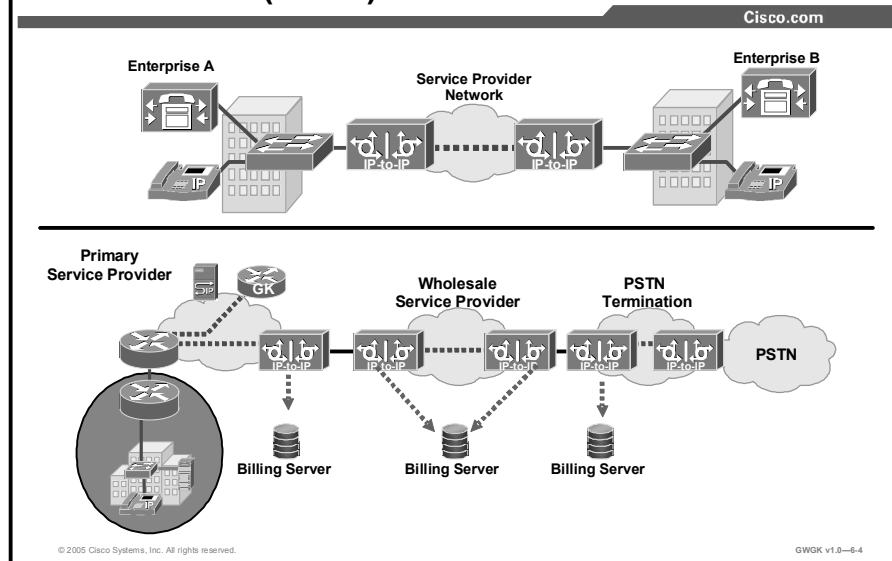 Cisco.com
Enterprise A
Enterprise B
Service Provider
Network
IP-to-IP
IP-to-IP
IP
IP
Primary
Service Provider
SIP
GK
Wholesale
Service Provider
PSTN
Termination
IP-to-IP
IP-to-IP
IP-to-IP
IP-to-IP
IP-to-IP
PSTN
Billing Server
Billing Server
Billing Server
IP
© 2005 Cisco Systems, Inc. All rights reserved.
GWGK v1.0—6-4